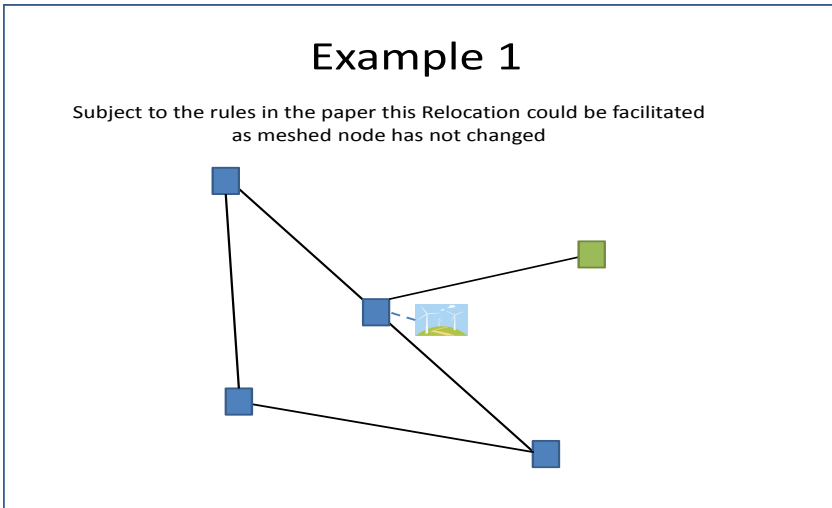 Example 1
Subject to the rules in the paper this Relocation could be facilitated
as meshed node has not changed